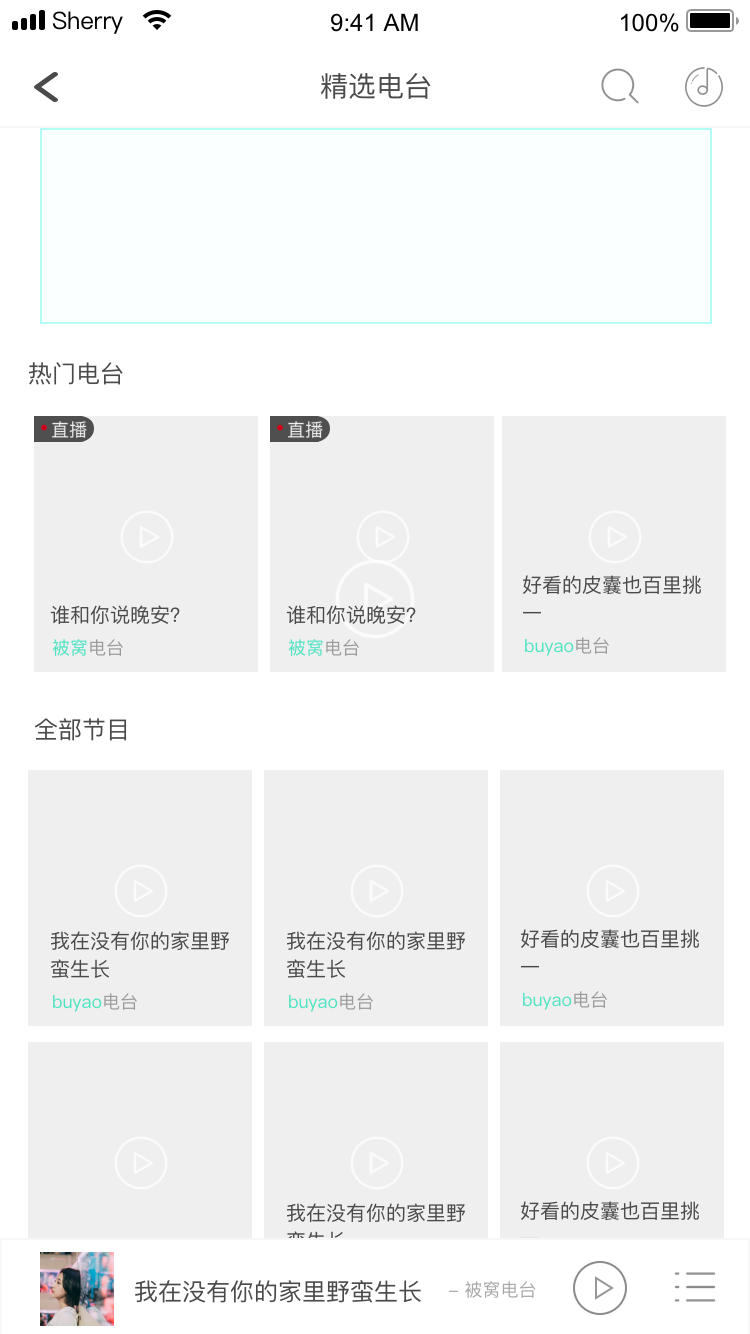 Sherry 9:41 AM 100%
精选电台
热门电台
直播 直播
谁和你说晚安?
被窝电台
谁和你说晚安?
被窝电台
好看的皮囊也百里挑
一
buyao电台
全部节目
我在没有你的家里野
蛮生长
buyao电台
我在没有你的家里野
蛮生长
buyao电台
好看的皮囊也百里挑
一
buyao电台
我在没有你的家里野
蛮生长
好看的皮囊也百里挑
我在没有你的家里野蛮生长 – 被窝电台